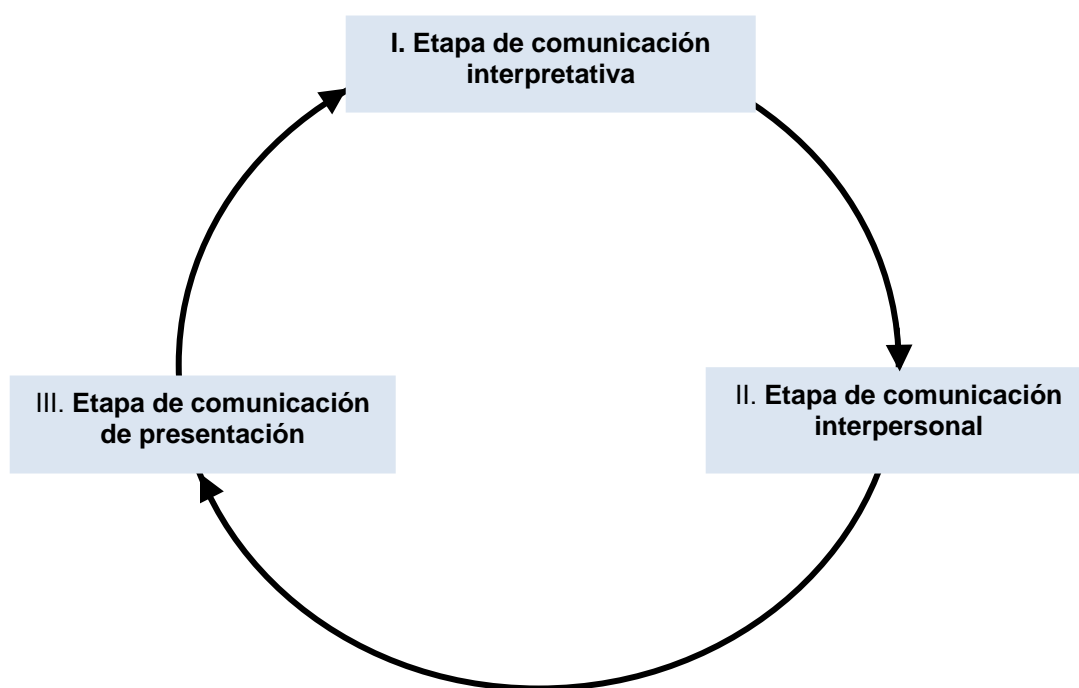 I. Etapa de comunicación
interpretativa
III. Etapa de comunicación
de presentación
II. Etapa de comunicación
interpersonal